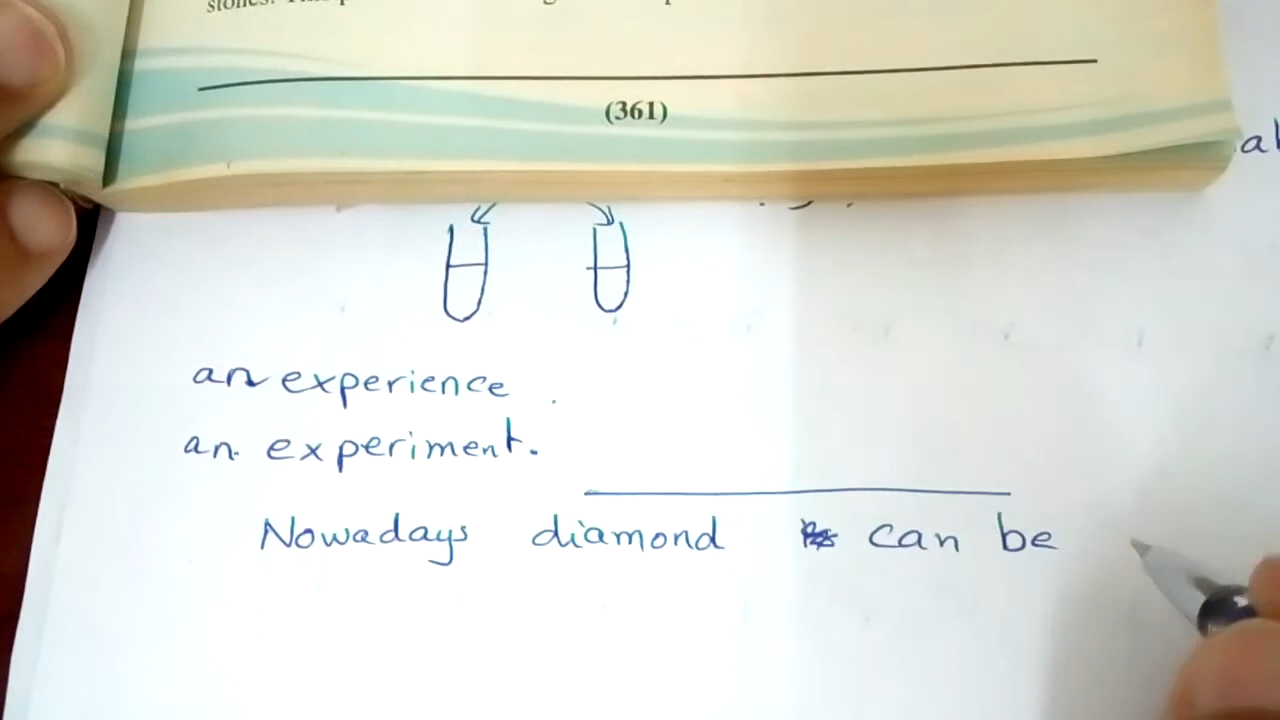 (361)
an experience .
an. experiment.
Nowadays diamond can be